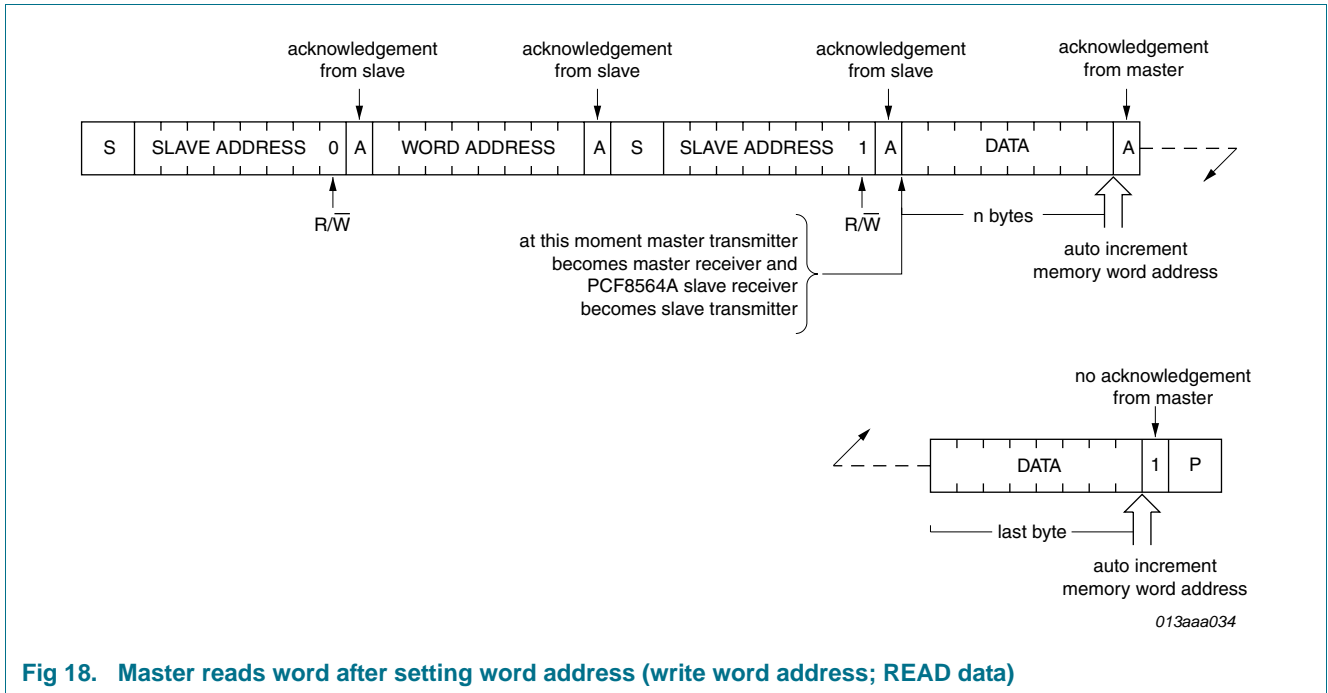 acknowledgement
from slave
acknowledgement
from slave
acknowledgement
from slave
acknowledgement
from master
S SLAVE ADDRESS 0 A WORD ADDRESS A S SLAVE ADDRESS 1 A DATA A
R/W̅
R/W̅
n bytes
at this moment master transmitter
becomes master receiver and
PCF8564A slave receiver
becomes slave transmitter
auto increment
memory word address
no acknowledgement
from master
DATA 1 P
last byte
auto increment
memory word address
013aaa034
Fig 18. Master reads word after setting word address (write word address; READ data)